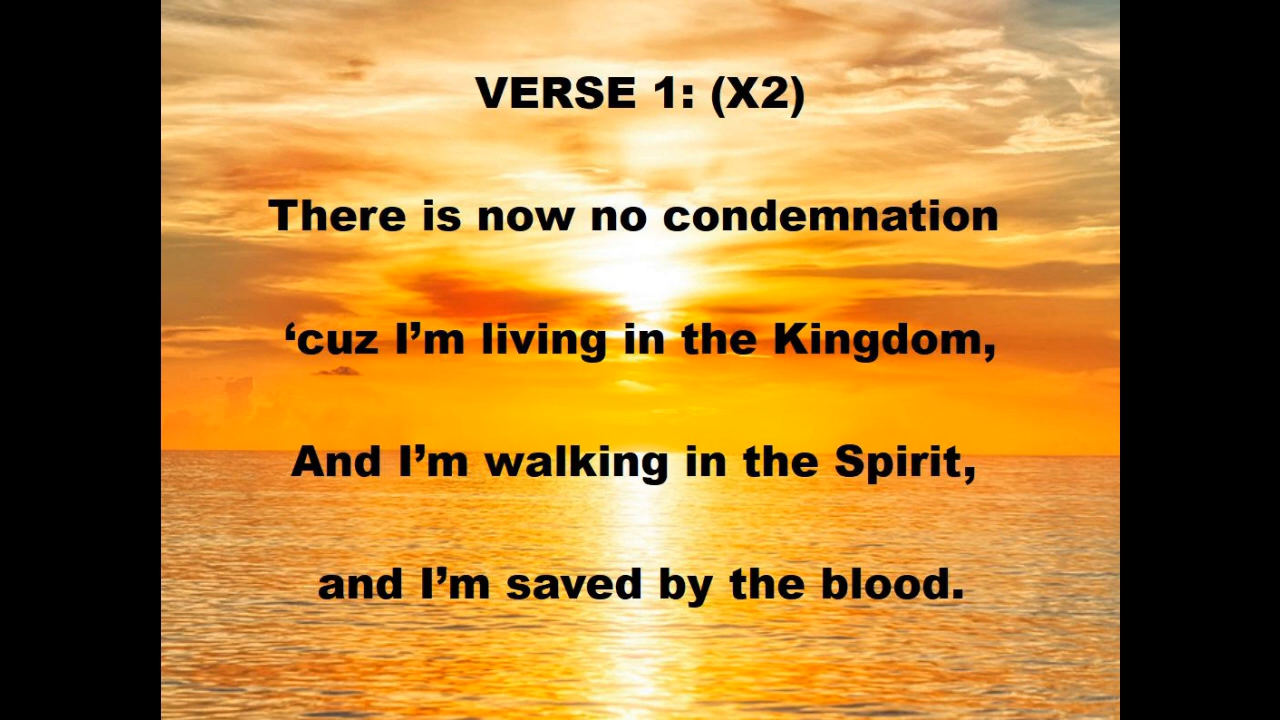 VERSE 1: (X2)
There is now no condemnation
‘cuz I’m living in the Kingdom,
And I’m walking in the Spirit,
and I’m saved by the blood.